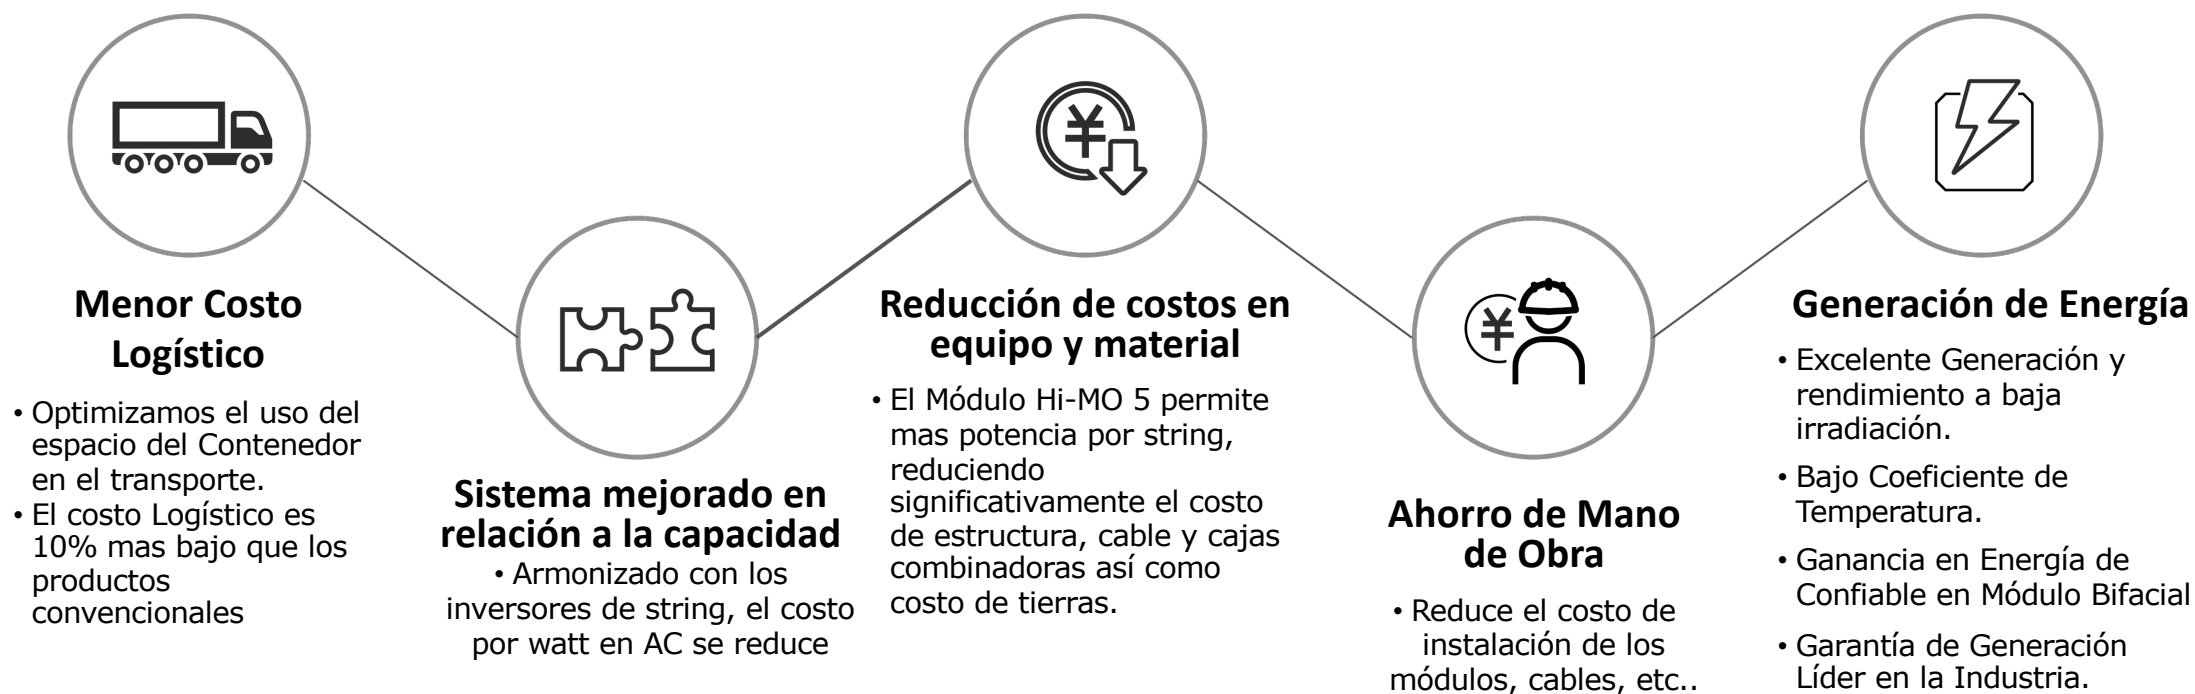 Menor Costo
Logístico
• Optimizamos el uso del
espacio del Contenedor
en el transporte.
• El costo Logístico es
10% mas bajo que los
productos
convencionales
Sistema mejorado en
relación a la capacidad
• Armonizado con los
inversores de string, el costo
por watt en AC se reduce
¥
Reducción de costos en
equipo y material
• El Módulo Hi-MO 5 permite
mas potencia por string,
reduciendo
significativamente el costo
de estructura, cable y cajas
combinadoras así como
costo de tierras.
¥
Ahorro de Mano
de Obra
• Reduce el costo de
instalación de los
módulos, cables, etc..
Generación de Energía
• Excelente Generación y
rendimiento a baja
irradiación.
• Bajo Coeficiente de
Temperatura.
• Ganancia en Energía de
Confiable en Módulo Bifacial
• Garantía de Generación
Líder en la Industria.